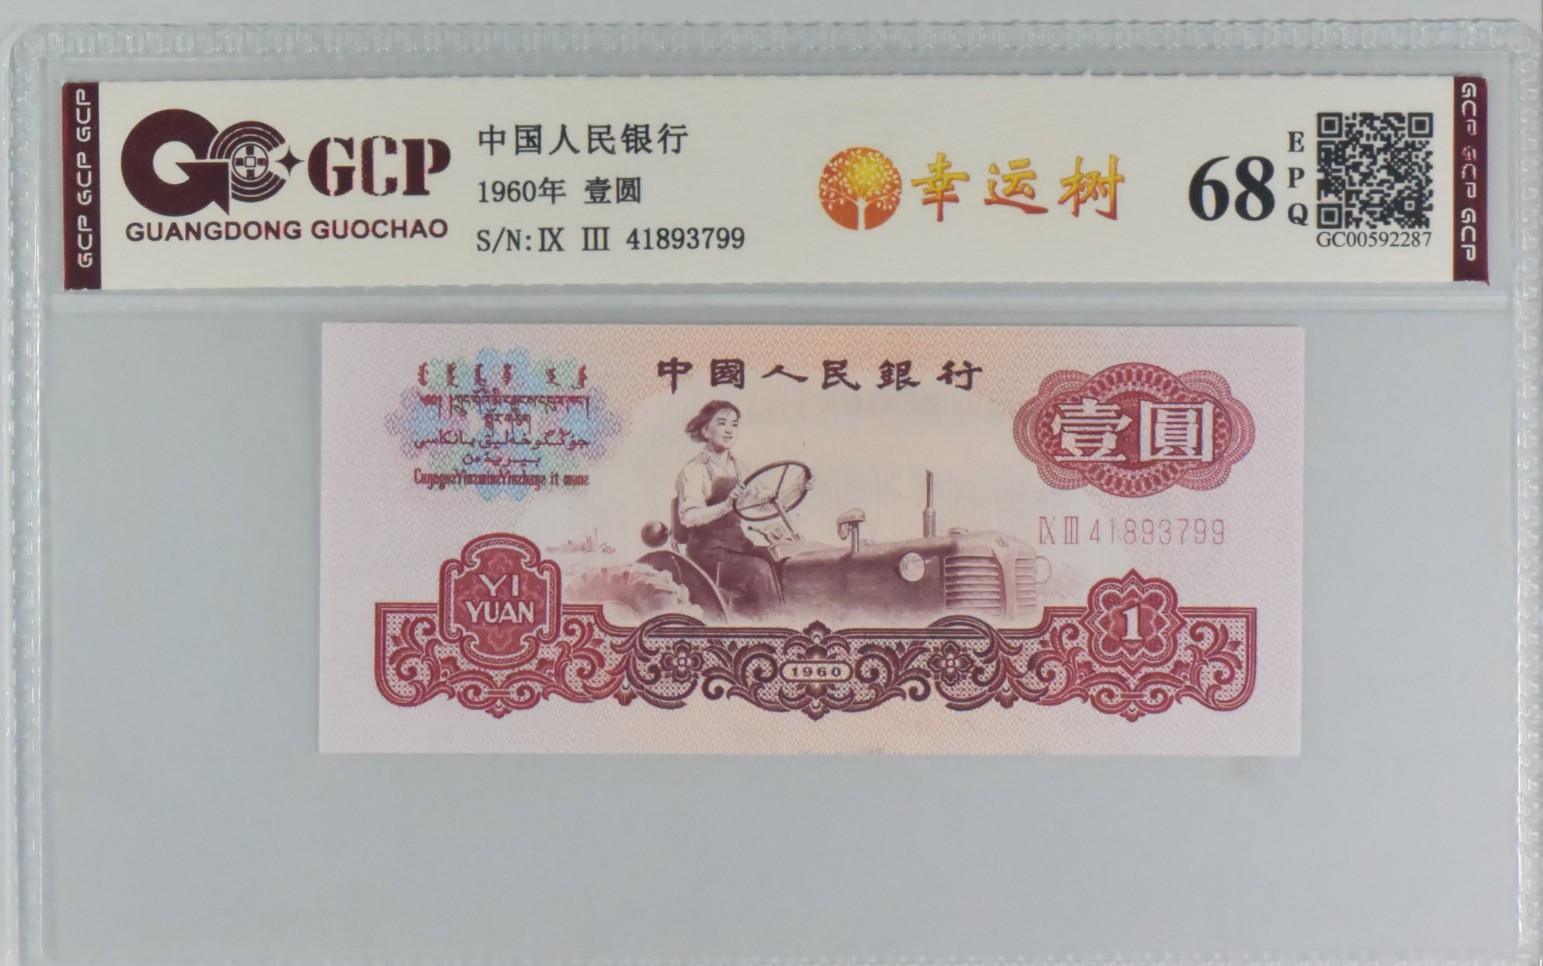 GCP GCP GCP
GCP
GUANGDONG GUOCHAO
中国人民银行
1960年 壹圆
S/N:IX III 41893799
幸运树
68
EPQ
GC00592287
GCP GCP GCP
中國人民銀行
壹圓
IX III 41893799
YI
YUAN
1960
1